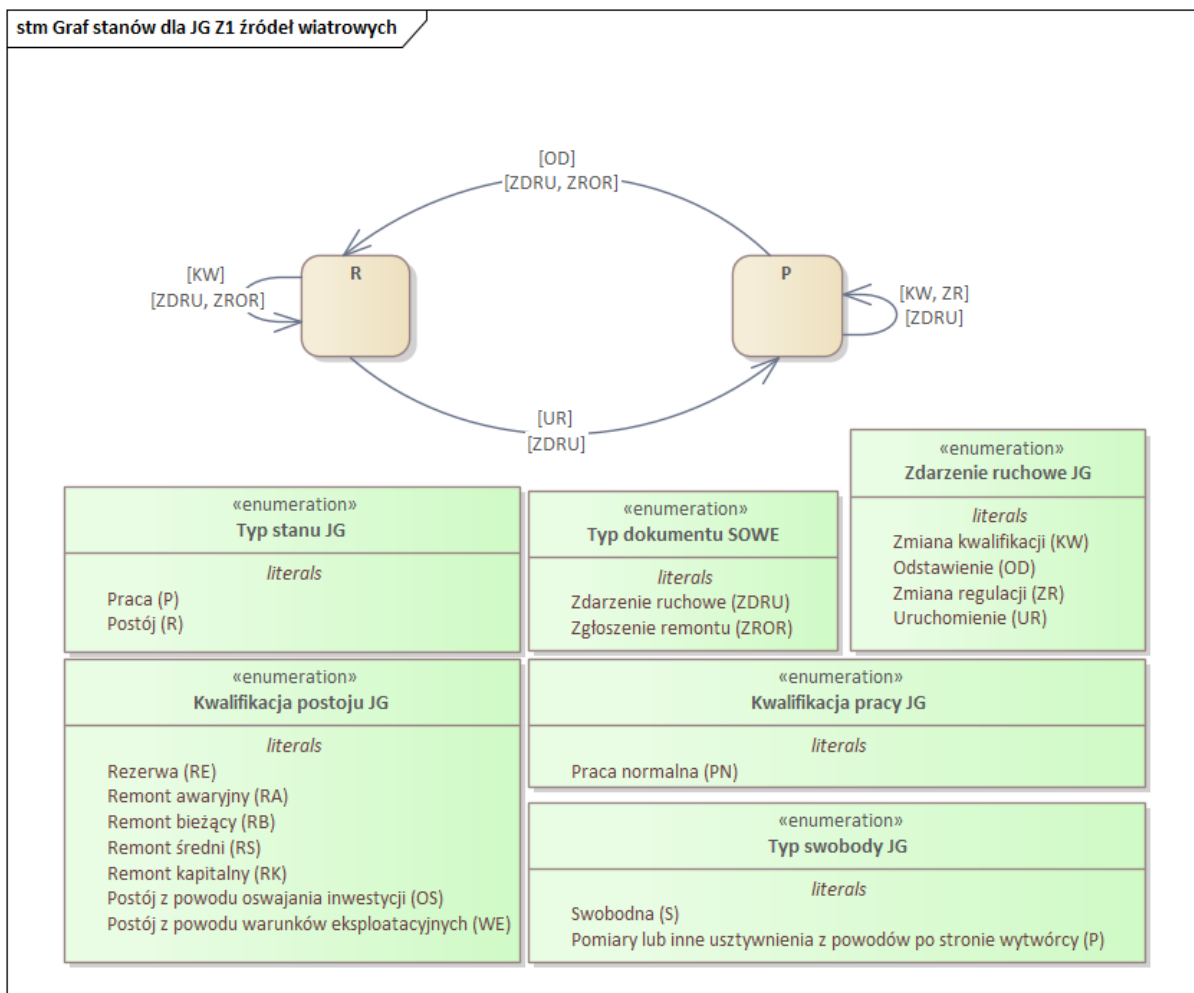 stm Graf stanów dla JG Z1 źródeł wiatrowych
[OD]
[ZDRU, ZROR]
R
P
[KW]
[ZDRU, ZROR]
[KW, ZR]
[ZDRU]
[UR]
[ZDRU]
«enumeration»
Zdarzenie ruchowe JG
literals
Zmiana kwalifikacji (KW)
Odstawienie (OD)
Zmiana regulacji (ZR)
Uruchomienie (UR)
«enumeration»
Typ stanu JG
literals
Praca (P)
Postój (R)
«enumeration»
Typ dokumentu SOWE
literals
Zdarzenie ruchowe (ZDRU)
Zgłoszenie remontu (ZROR)
«enumeration»
Kwalifikacja postoju JG
literals
Rezerwa (RE)
Remont awaryjny (RA)
Remont bieżący (RB)
Remont średni (RS)
Remont kapitalny (RK)
Postój z powodu oswajania inwestycji (OS)
Postój z powodu warunków eksploatacyjnych (WE)
«enumeration»
Kwalifikacja pracy JG
literals
Praca normalna (PN)
«enumeration»
Typ swobody JG
literals
Swobodna (S)
Pomiary lub inne usztywnienia z powodów po stronie wytwórcy (P)